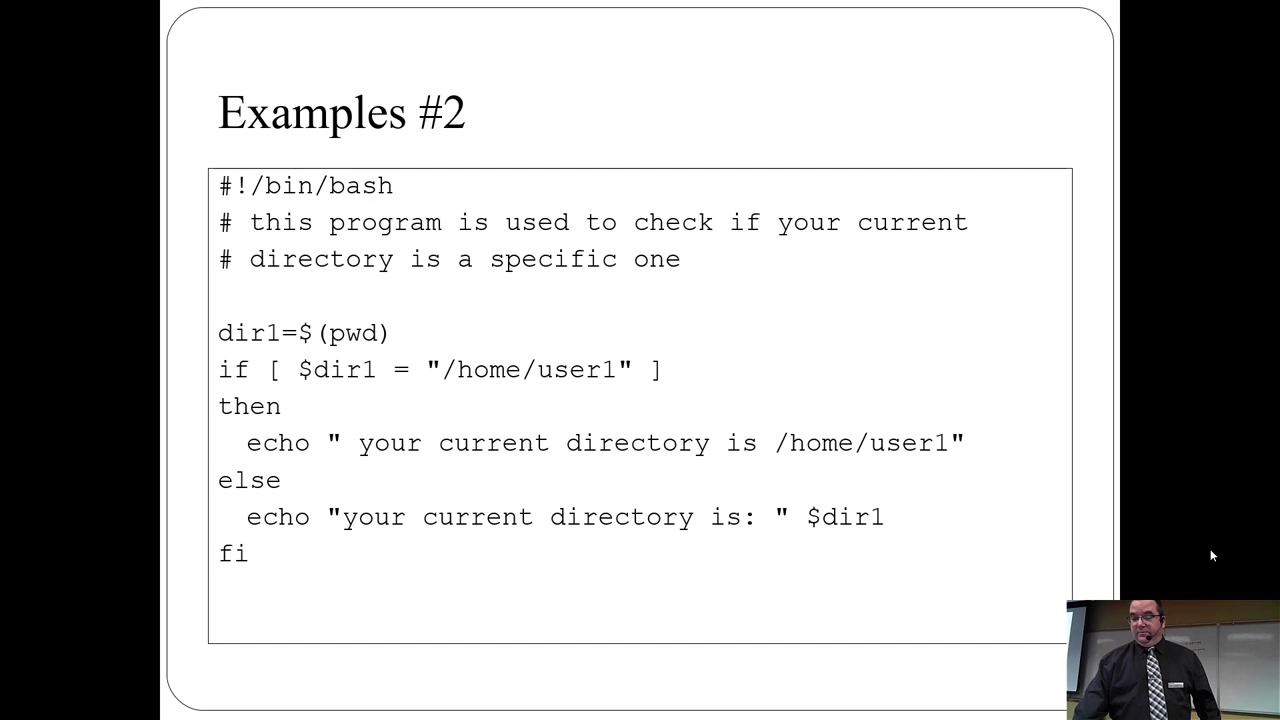 Examples #2
#!/bin/bash
# this program is used to check if your current
# directory is a specific one
dir1=$(pwd)
if [ $dir1 = "/home/user1" ]
then
echo " your current directory is /home/user1"
else
echo "your current directory is: " $dir1
fi